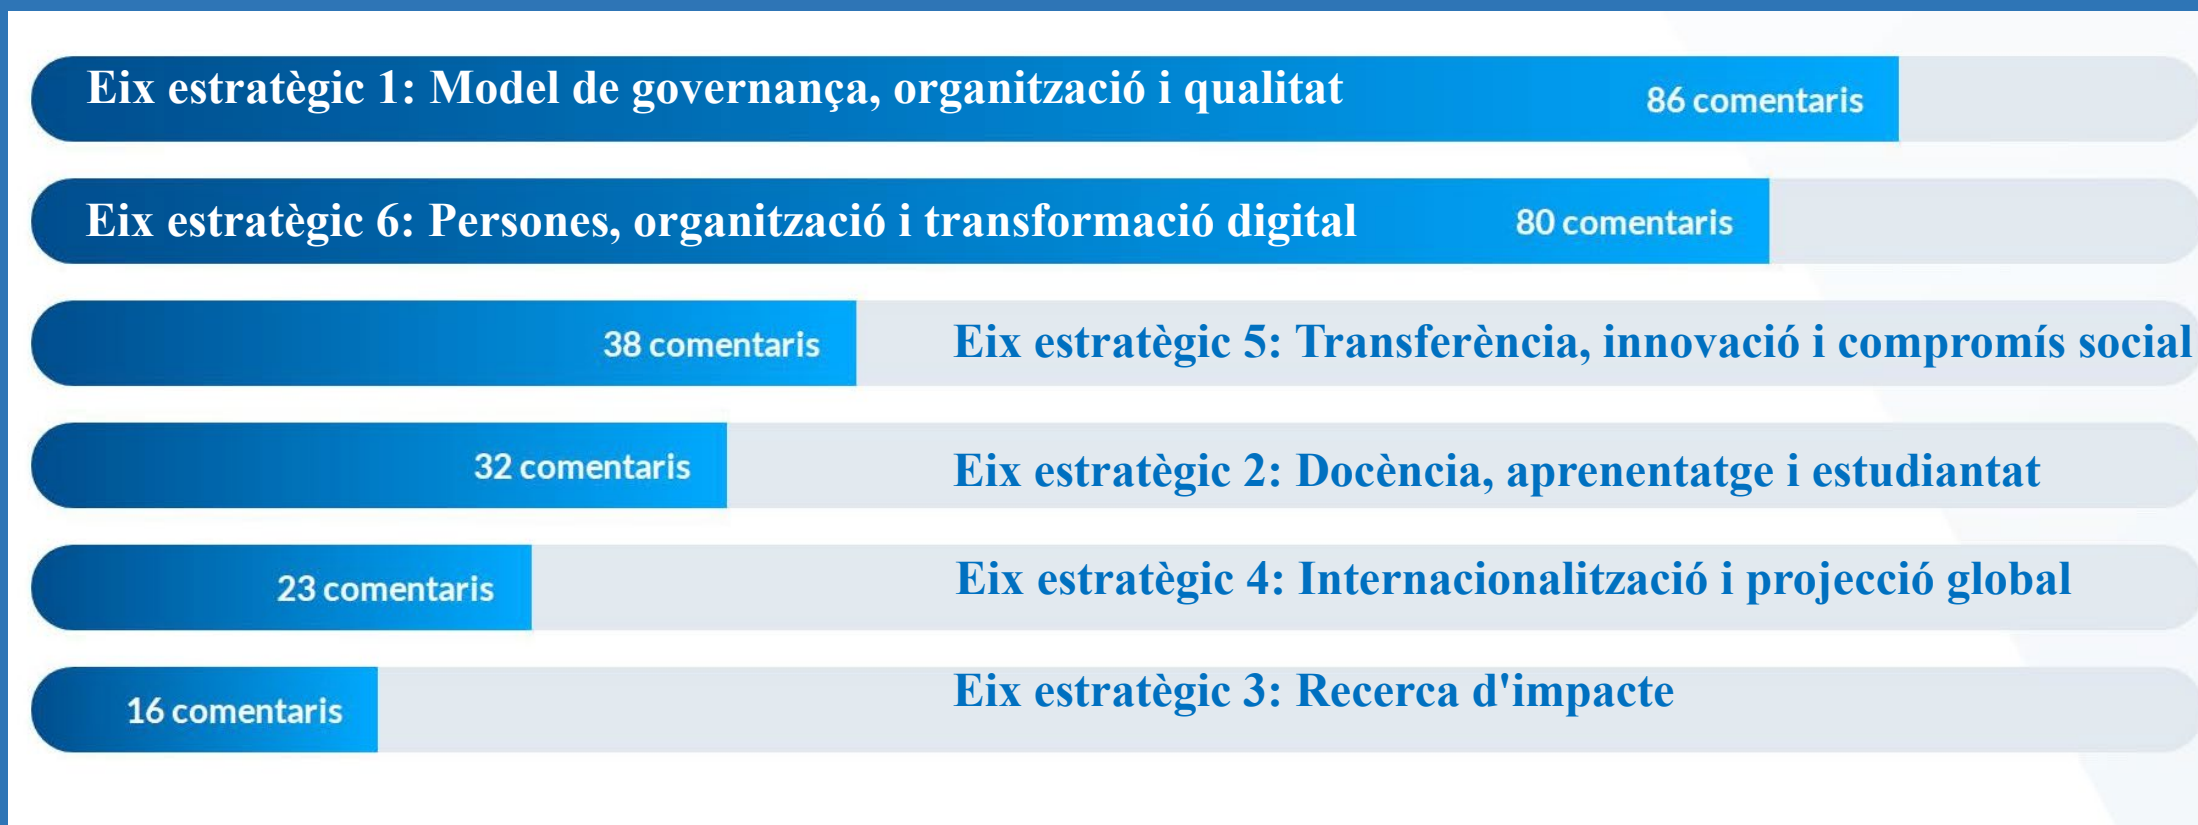 Eix estratègic 1: Model de governança, organització i qualitat
86 comentaris
Eix estratègic 6: Persones, organització i transformació digital
80 comentaris
38 comentaris
Eix estratègic 5: Transferència, innovació i compromís social
32 comentaris
Eix estratègic 2: Docència, aprenentatge i estudiantat
23 comentaris
Eix estratègic 4: Internacionalització i projecció global
16 comentaris
Eix estratègic 3: Recerca d'impacte